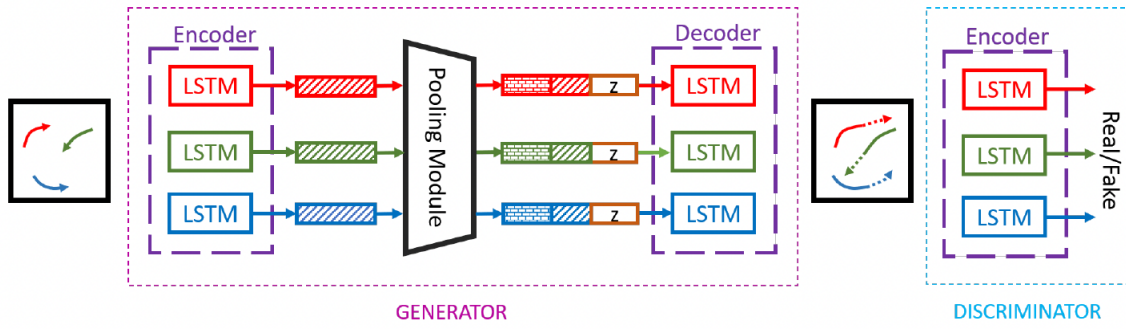 Encoder
LSTM
LSTM
LSTM
Pooling Module
z
z
z
Decoder
LSTM
LSTM
LSTM
GENERATOR
Encoder
LSTM
LSTM
LSTM
Real/Fake
DISCRIMINATOR